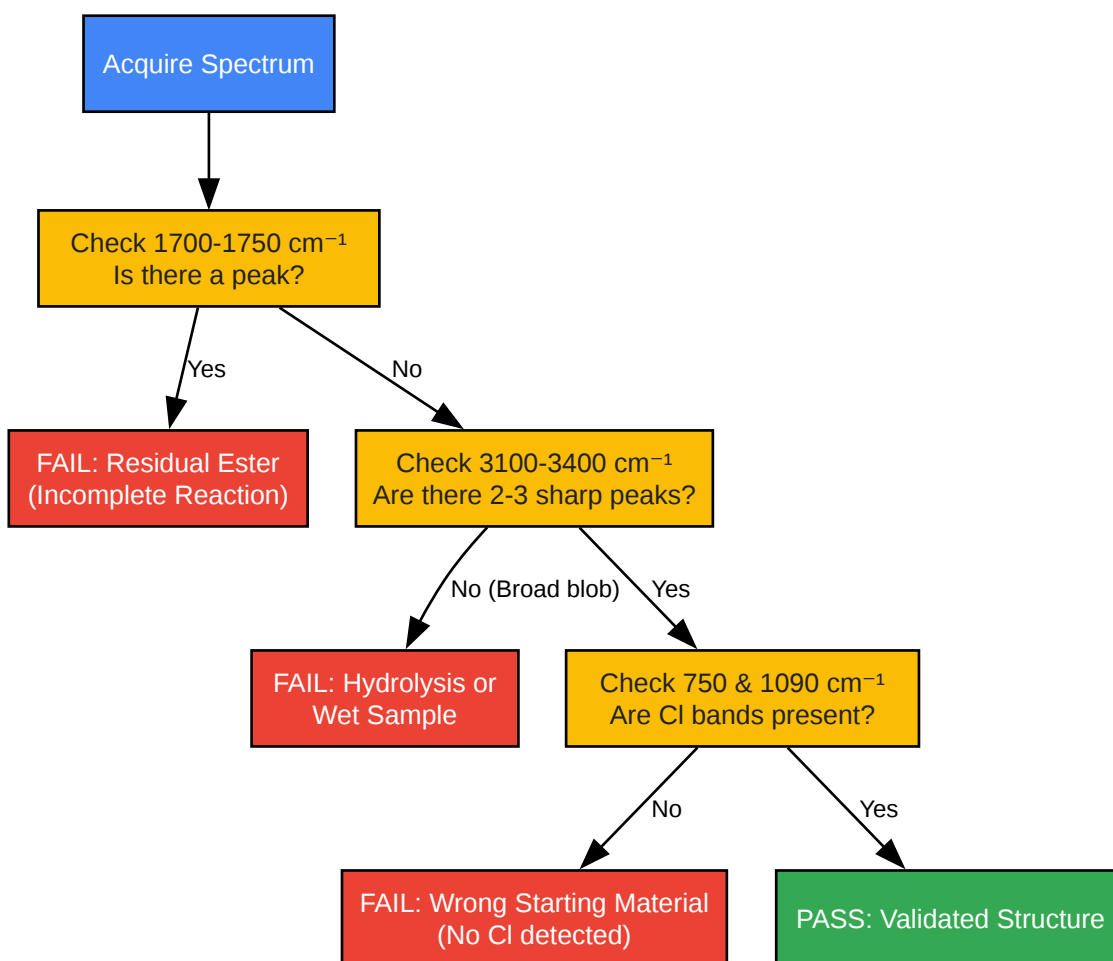 Acquire Spectrum
Check 1700-1750 cm⁻¹
Is there a peak?
Yes
No
FAIL: Residual Ester
(Incomplete Reaction)
Check 3100-3400 cm⁻¹
Are there 2-3 sharp peaks?
No (Broad blob)
Yes
FAIL: Hydrolysis or
Wet Sample
Check 750 & 1090 cm⁻¹
Are Cl bands present?
No
Yes
FAIL: Wrong Starting Material
(No Cl detected)
PASS: Validated Structure